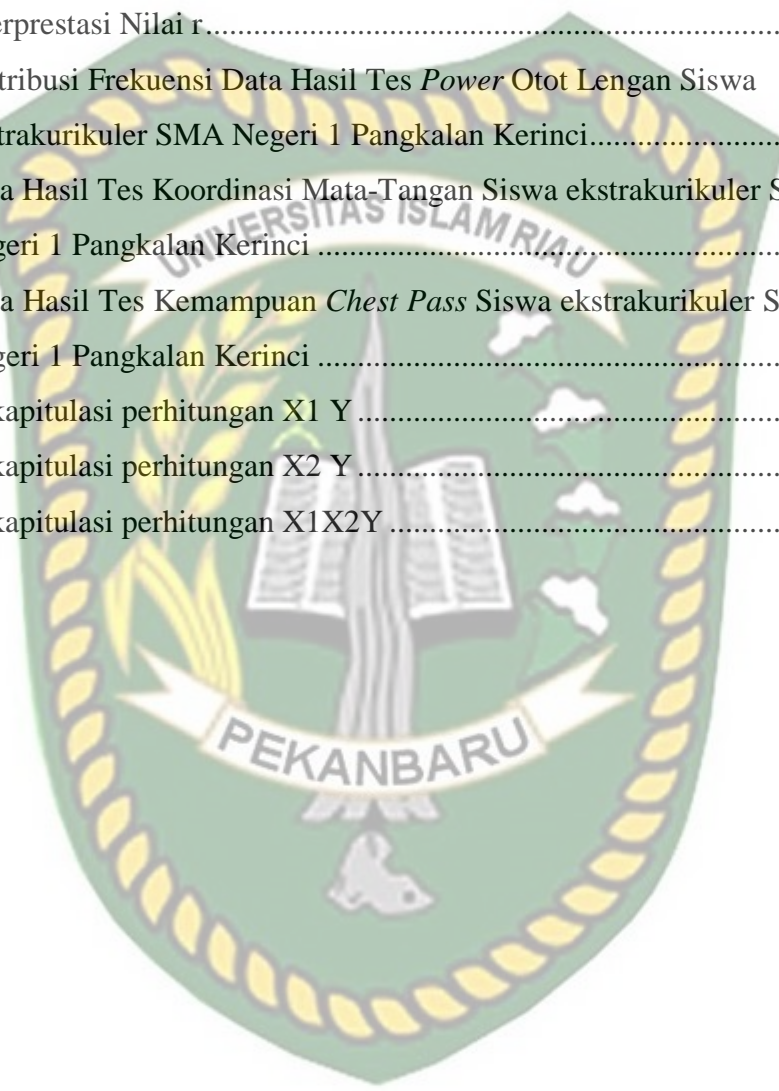 erprestasi Nilai r.......................................................................................
tribusi Frekuensi Data Hasil Tes Power Otot Lengan Siswa
trakurikuler SMA Negeri 1 Pangkalan Kerinci..............................
a Hasil Tes Koordinasi Mata-Tangan Siswa ekstrakurikuler S
geri 1 Pangkalan Kerinci .......................................................................
a Hasil Tes Kemampuan Chest Pass Siswa ekstrakurikuler S
geri 1 Pangkalan Kerinci .......................................................................
kapitulasi perhitungan X1 Y .................................................................
kapitulasi perhitungan X2 Y .................................................................
kapitulasi perhitungan X1X2Y ............................................................
UNIVERSITAS ISLAM RIAU
PEKANBARU